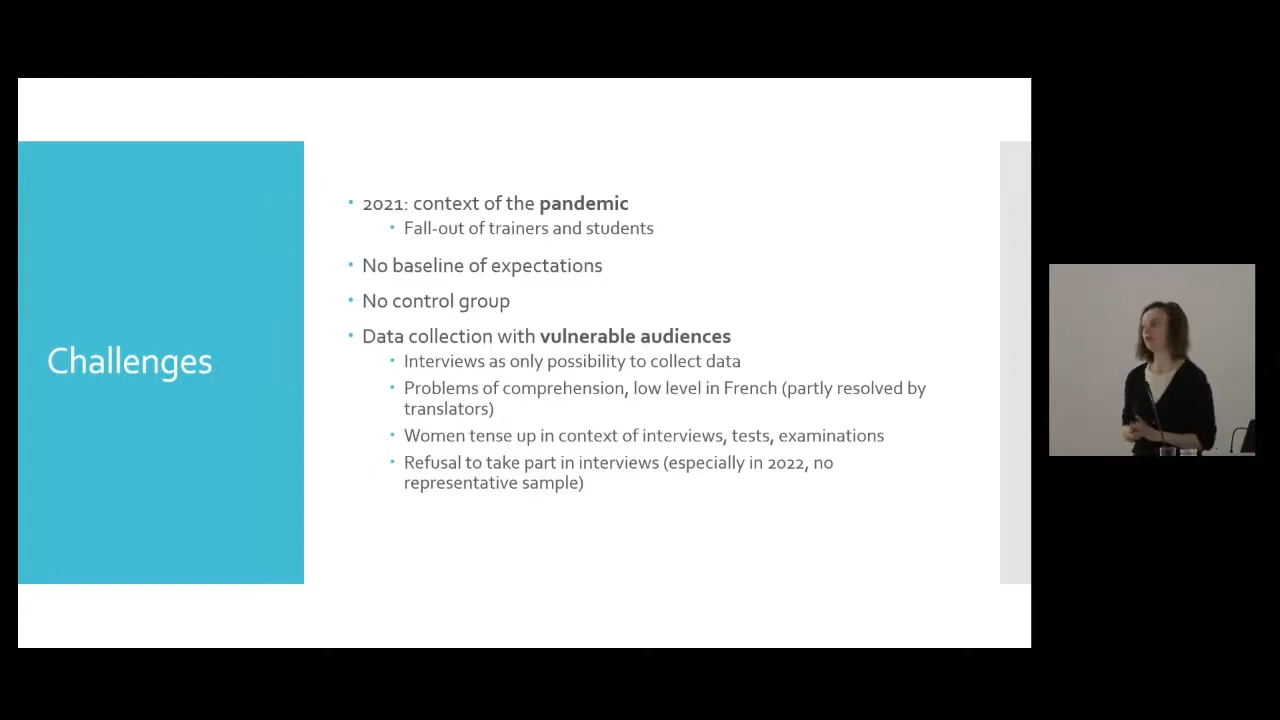 Challenges
• 2021: context of the pandemic
• Fall-out of trainers and students
• No baseline of expectations
• No control group
• Data collection with vulnerable audiences
• Interviews as only possibility to collect data
• Problems of comprehension, low level in French (partly resolved by
translators)
• Women tense up in context of interviews, tests, examinations
• Refusal to take part in interviews (especially in 2022, no
representative sample)